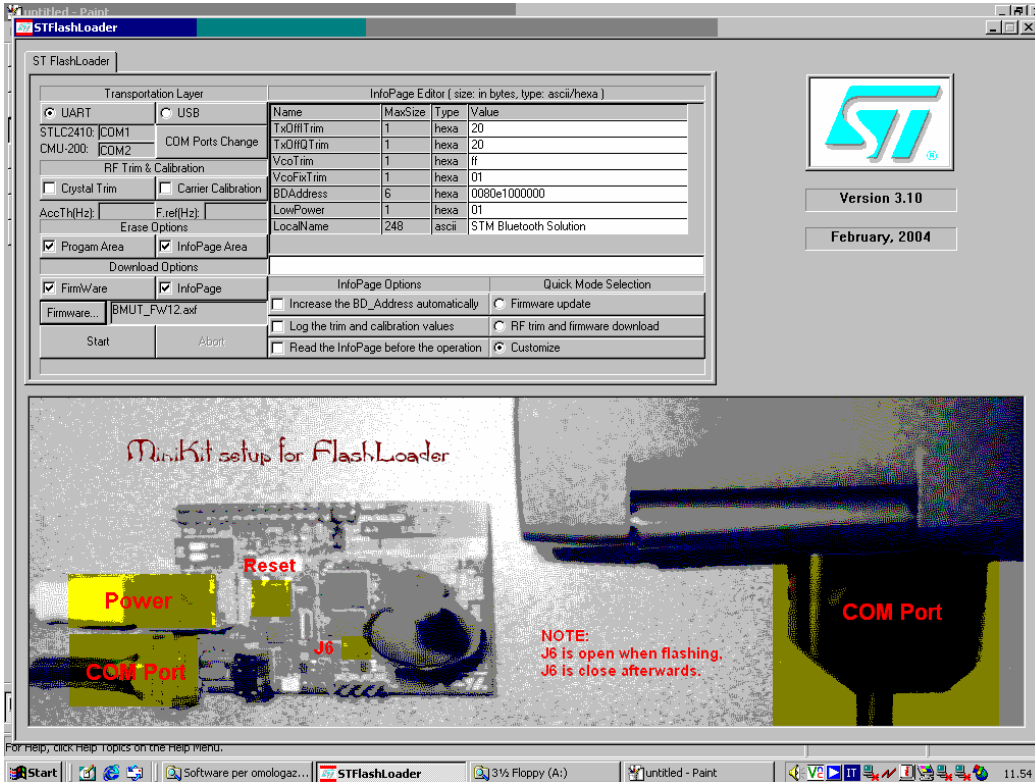 untitled - Paint
STFlashLoader
ST FlashLoader
Transportation Layer
UART
USB
STLC2410: COM1
CMU-200: COM2
COM Ports Change
RF Trim & Calibration
Crystal Trim
Carrier Calibration
AccTh(Hz):
F.ref(Hz):
Erase Options
Progam Area
InfoPage Area
Download Options
FirmWare
InfoPage
Firmware...
BMUT_FW12.axf
Start
Abort
InfoPage Editor ( size: in bytes, type: ascii/hexa )
Name MaxSize Type Value
TxOffITrim 1 hexa 20
TxOffQTrim 1 hexa 20
VcoTrim 1 hexa ff
VcoFixTrim 1 hexa 01
BDAddress 6 hexa 0080e1000000
LowPower 1 hexa 01
LocalName 248 ascii STM Bluetooth Solution
InfoPage Options
Increase the BD_Address automatically
Log the trim and calibration values
Read the InfoPage before the operation
Quick Mode Selection
Firmware update
RF trim and firmware download
Customize
ST
Version 3.10
February, 2004
MiniKit setup for FlashLoader
Reset
Power
J6
COM Port
NOTE:
J6 is open when flashing,
J6 is close afterwards.
COM Port
For Help, click Help Topics on the Help Menu.
Start
Software per omologaz...
STFlashLoader
3½ Floppy (A:)
untitled - Paint
IT
11.54